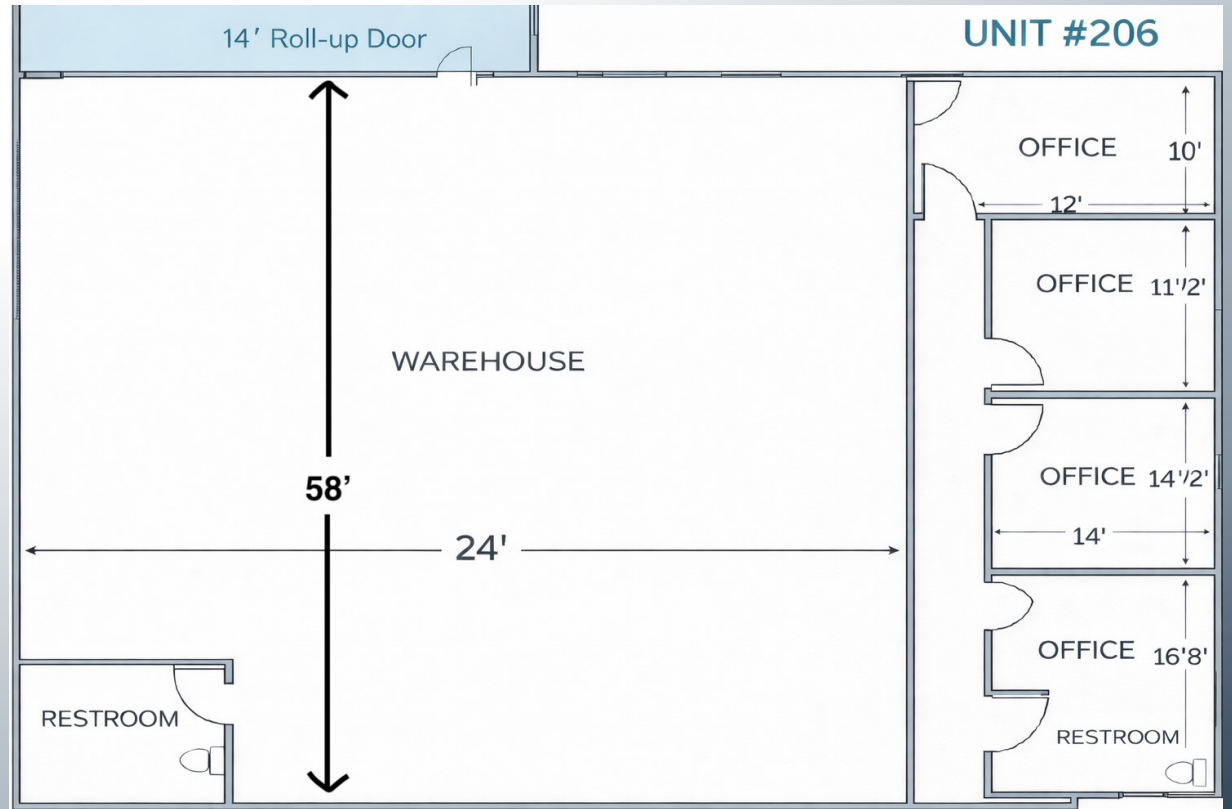 14' Roll-up Door
UNIT #206
OFFICE
10'
12'
OFFICE
11'/2'
WAREHOUSE
58'
24'
OFFICE
14'/2'
14'
OFFICE
16'8'
RESTROOM
RESTROOM